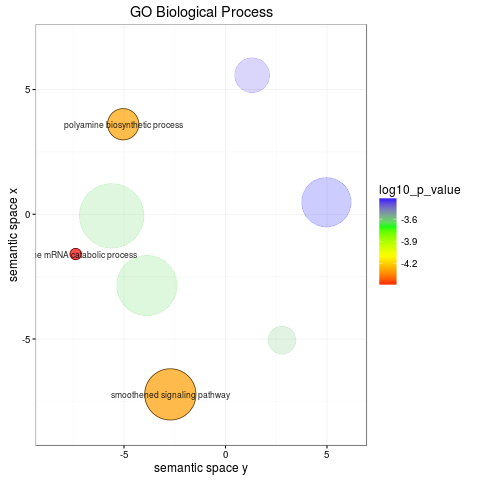 GO Biological Process
5
polyamine biosynthetic process
log10_p_value
-3.6
0
-3.9
e mRNA catabolic process
-4.2
semantic space x
-5
smoothened signaling pathway
-5
0
5
semantic space y